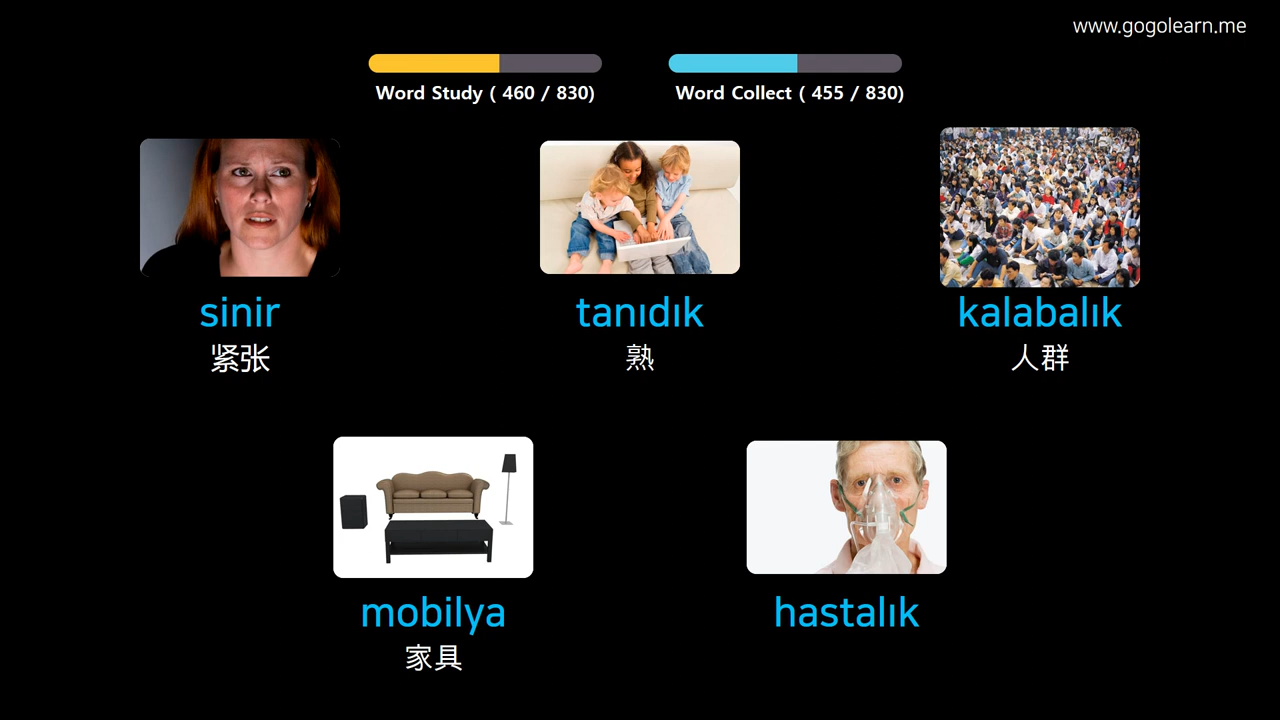 www.gogolearn.me
Word Study ( 460 / 830)
Word Collect ( 455 / 830)
sinir
紧张
tanıdık
熟
kalabalık
人群
mobilya
家具
hastalık